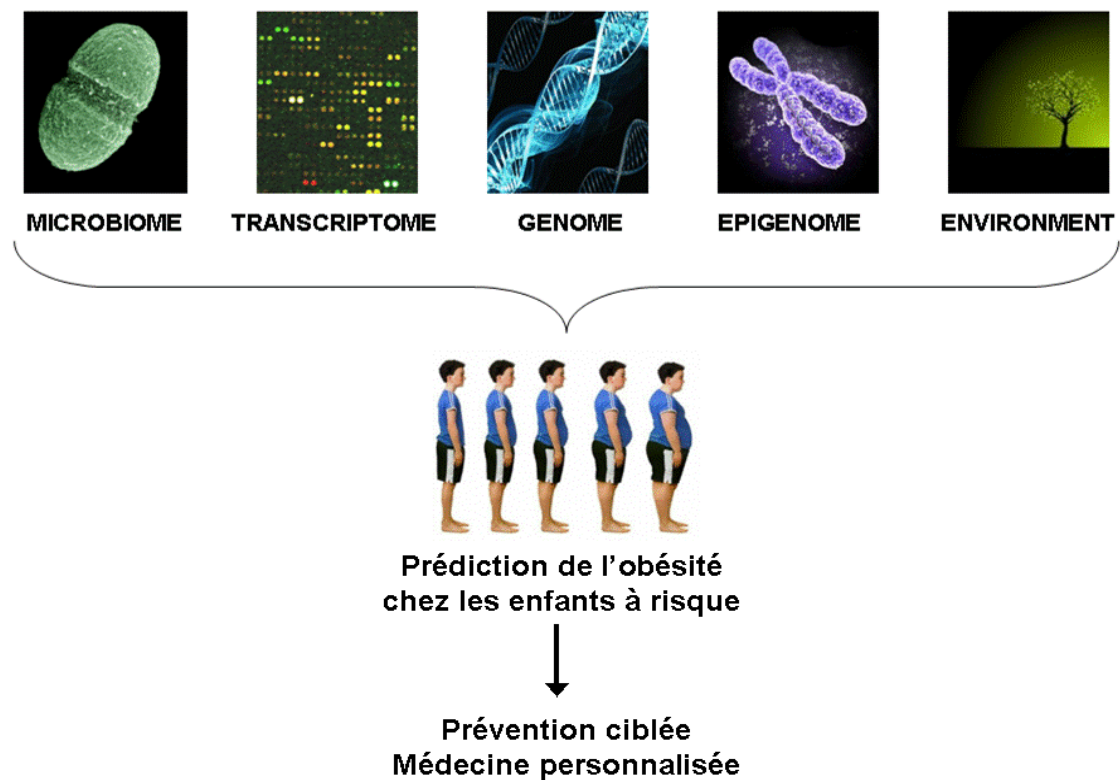 MICROBIOME
TRANSCRIPTOME
GENOME
EPIGENOME
ENVIRONMENT
Prédiction de l'obésité
chez les enfants à risque
Prévention ciblée
Médecine personnalisée